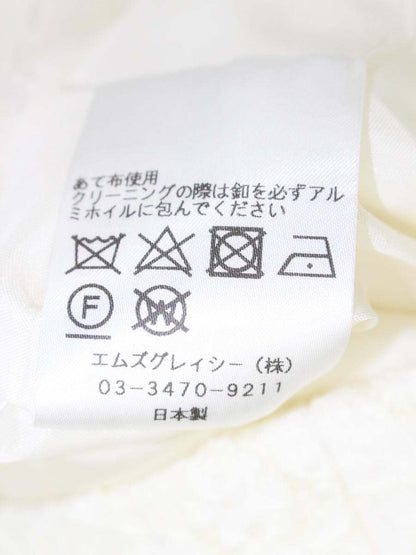 あて布使用
クリーニングの際は釦を必ずアル
ミホイルに包んでください
F W
エムズグレイシー(株)
03-3470-9211
日本製